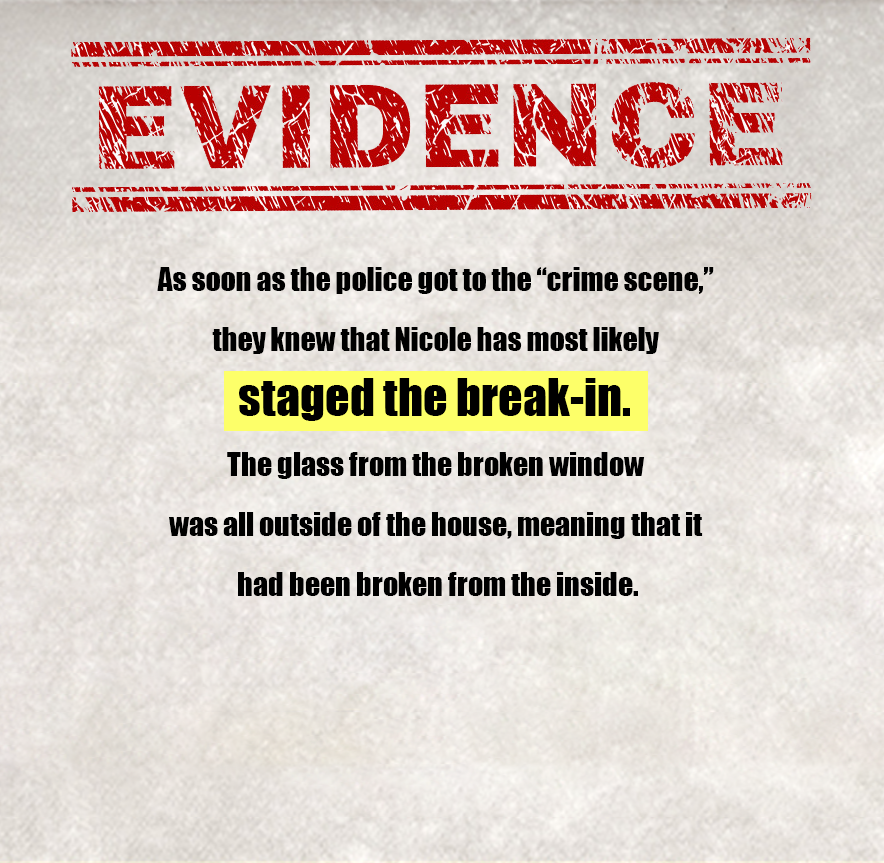 EVIDENCE
As soon as the police got to the “crime scene,”
they knew that Nicole has most likely
staged the break-in.
The glass from the broken window
was all outside of the house, meaning that it
had been broken from the inside.